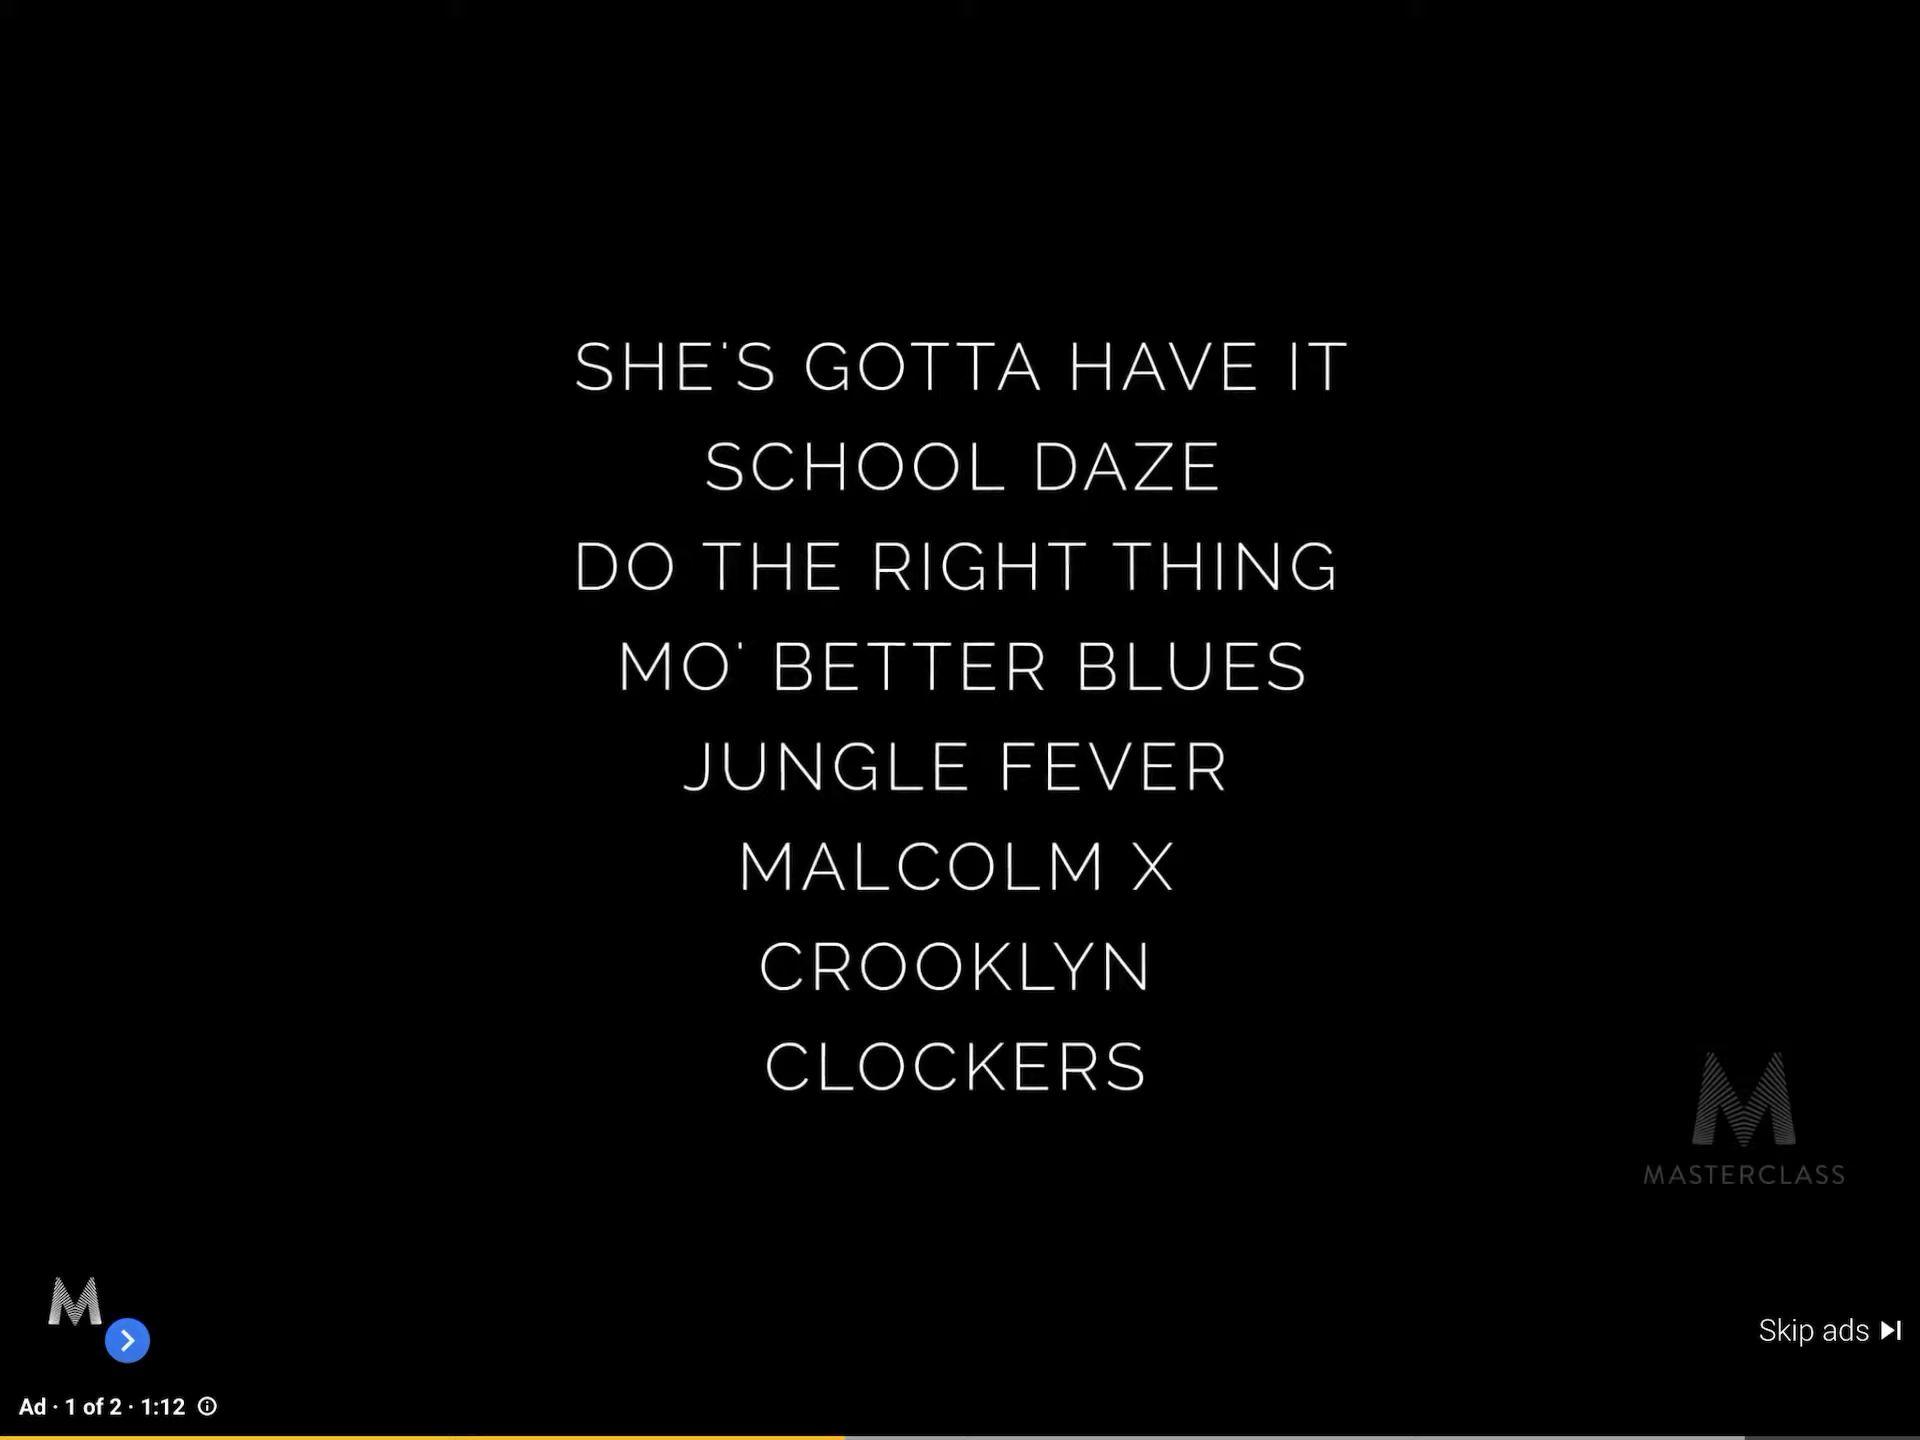 SHE'S GOTTA HAVE IT
SCHOOL DAZE
DO THE RIGHT THING
MO' BETTER BLUES
JUNGLE FEVER
MALCOLM X
CROOKLYN
CLOCKERS
M
MASTERCLASS
M
Skip ads
Ad · 1 of 2 · 1:12